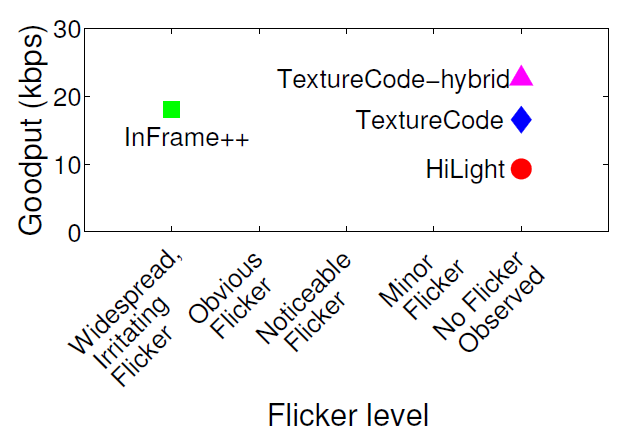 Goodput (kbps)
30
20
10
0
TextureCode-hybrid
TextureCode
HiLight
InFrame++
Widespread,
Irritating
Flicker
Obvious
Flicker
Noticeable
Flicker
Minor
Flicker
No Flicker
Observed
Flicker level